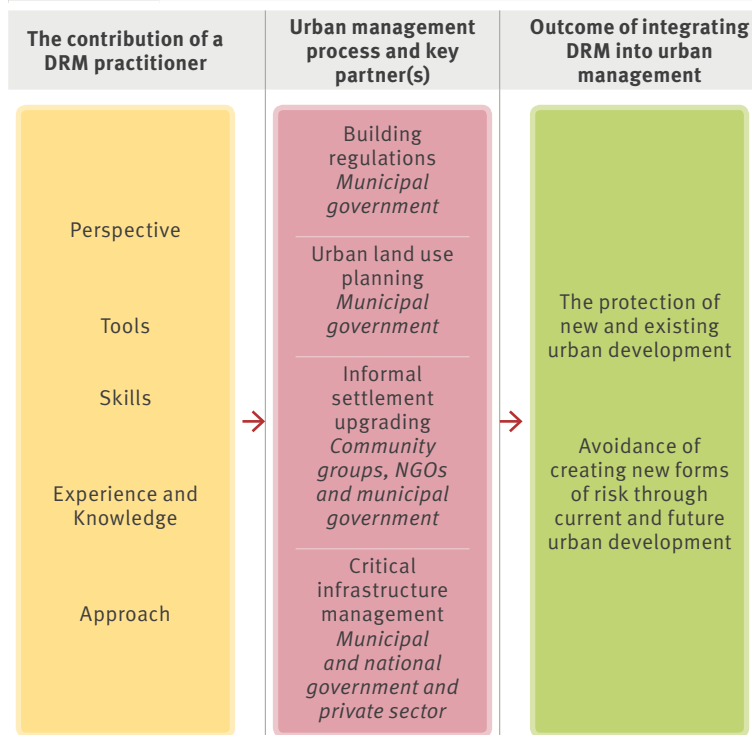 The contribution of a
DRM practitioner
Urban management
process and key
partner(s)
Outcome of integrating
DRM into urban
management
Perspective
Tools
Skills
Experience and
Knowledge
Approach
Building
regulations
Municipal
government
Urban land use
planning
Municipal
government
Informal
settlement
upgrading
Community
groups, NGOs
and municipal
government
Critical
infrastructure
management
Municipal
and national
government and
private sector
The protection of
new and existing
urban development
Avoidance of
creating new forms
of risk through
current and future
urban development